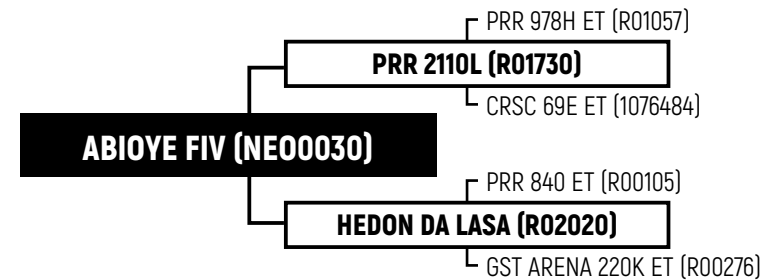 PRR 978H ET (R01057)
PRR 2110L (R01730)
CRSC 69E ET (1076484)
ABIOYE FIV (NEO0030)
PRR 840 ET (R00105)
HEDON DA LASA (R02020)
GST ARENA 220K ET (R00276)